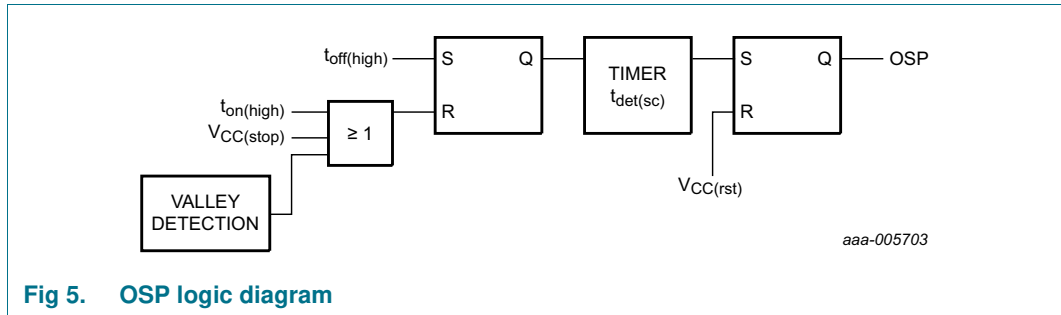 toff(high)
S
Q
TIMER
tdet(sc)
S
Q
OSP
ton(high)
VCC(stop)
≥ 1
R
R
VALLEY
DETECTION
VCC(rst)
aaa-005703
Fig 5. OSP logic diagram